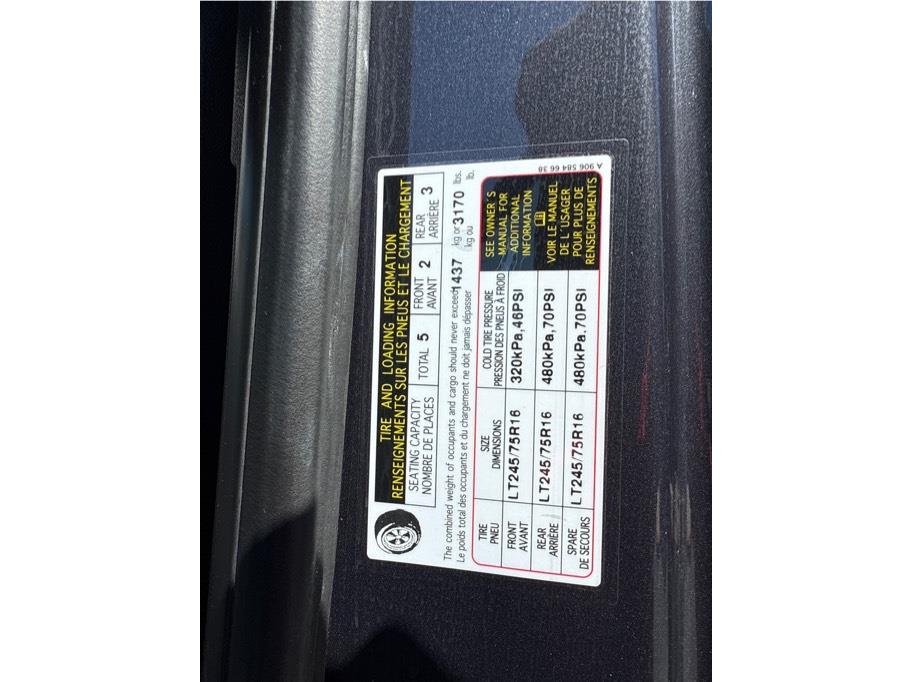 TIRE AND LOADING INFORMATION
RENSEIGNEMENTS SUR LES PNEUS ET LE CHARGEMENT
SEATING CAPACITY
NOMBRE DE PLACES
TOTAL 5
FRONT
AVANT 2
REAR
ARRIÈRE 3
The combined weight of occupants and cargo should never exceed 1437 kg or 3170 lbs.
Le poids total des occupants et du chargement ne doit jamais dépasser kg ou lb.
TIRE
PNEU
SIZE
DIMENSIONS
COLD TIRE PRESSURE
PRESSION DES PNEUS À FROID
FRONT
AVANT
LT245/75R16
320kPa,46PSI
REAR
ARRIÈRE
LT245/75R16
480kPa,70PSI
SPARE
DE SECOURS
LT245/75R16
480kPa.70PSI
SEE OWNER´S
MANUAL FOR
ADDITIONAL
INFORMATION
VOIR LE MANUEL
DE L´USAGER
POUR PLUS DE
RENSEIGNEMENTS
A 906 584 66 38